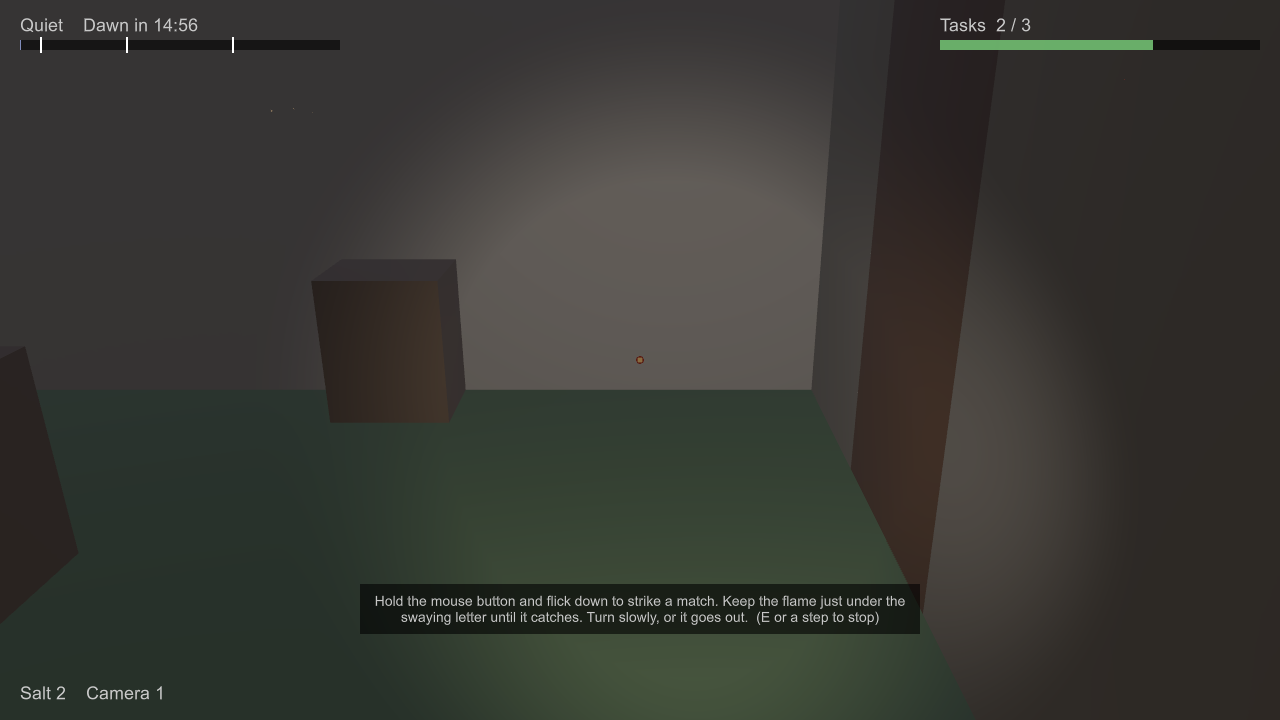 Quiet Dawn in 14:56
Tasks 2 / 3
Hold the mouse button and flick down to strike a match. Keep the flame just under the
swaying letter until it catches. Turn slowly, or it goes out. (E or a step to stop)
Salt 2 Camera 1